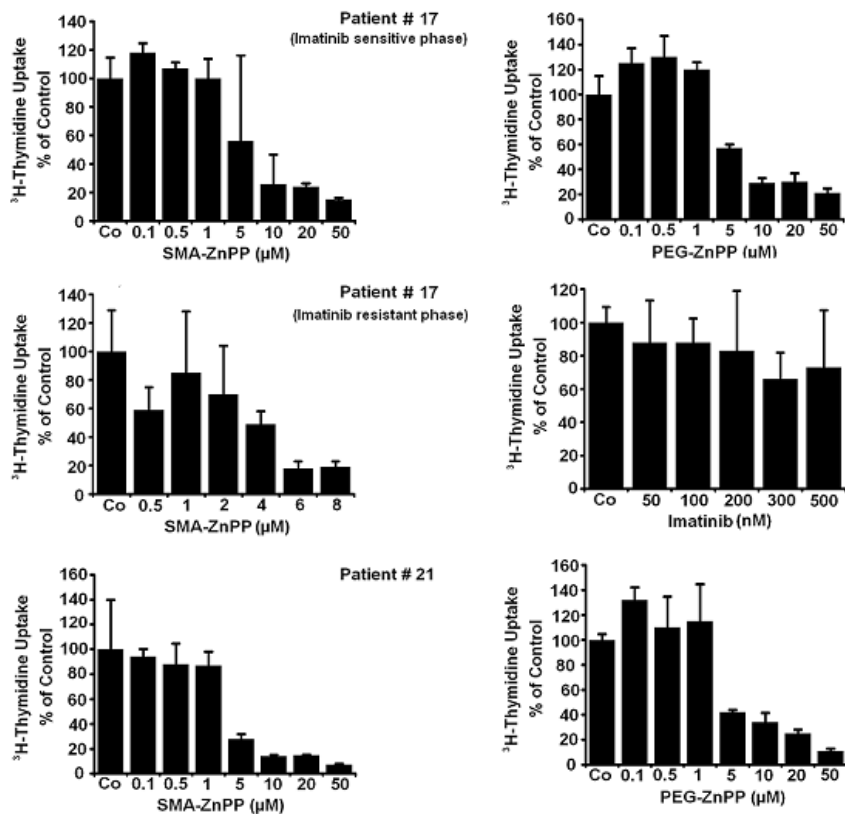 Patient # 17
(Imatinib sensitive phase)
³H-Thymidine Uptake
% of Control
140
120
100
80
60
40
20
0
Co 0.1 0.5 1 5 10 20 50
SMA-ZnPP (µM)
³H-Thymidine Uptake
% of Control
160
140
120
100
80
60
40
20
0
Co 0.1 0.5 1 5 10 20 50
PEG-ZnPP (uM)
Patient # 17
(Imatinib resistant phase)
³H-Thymidine Uptake
% of Control
140
120
100
80
60
40
20
0
Co 0.5 1 2 4 6 8
SMA-ZnPP (µM)
³H-Thymidine Uptake
% of Control
120
100
80
60
40
20
0
Co 50 100 200 300 500
Imatinib (nM)
Patient # 21
³H-Thymidine Uptake
% of Control
160
140
120
100
80
60
40
20
0
Co 0.1 0.5 1 5 10 20 50
SMA-ZnPP (µM)
³H-Thymidine Uptake
% of Control
160
140
120
100
80
60
40
20
0
Co 0.1 0.5 1 5 10 20 50
PEG-ZnPP (µM)